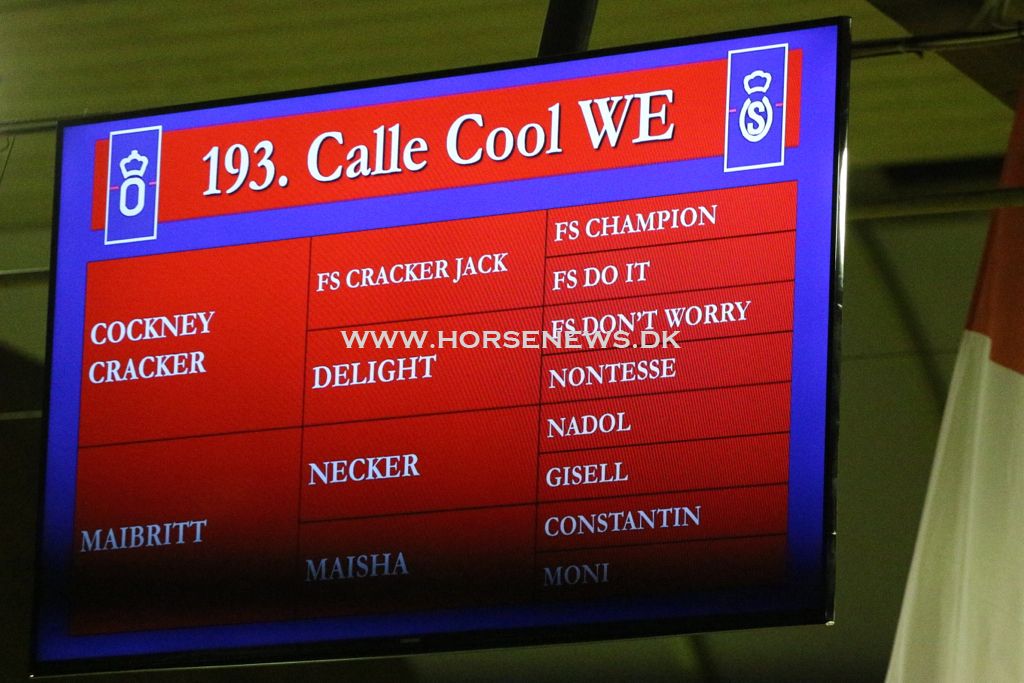 193. Calle Cool WE
O
S
COCKNEY
CRACKER
FS CRACKER JACK
DELIGHT
FS CHAMPION
FS DO IT
FS DON'T WORRY
NONTESSE
MAIBRITT
NECKER
MAISHA
NADOL
GISELL
CONSTANTIN
MONI
WWW.HORSENEWS.DK